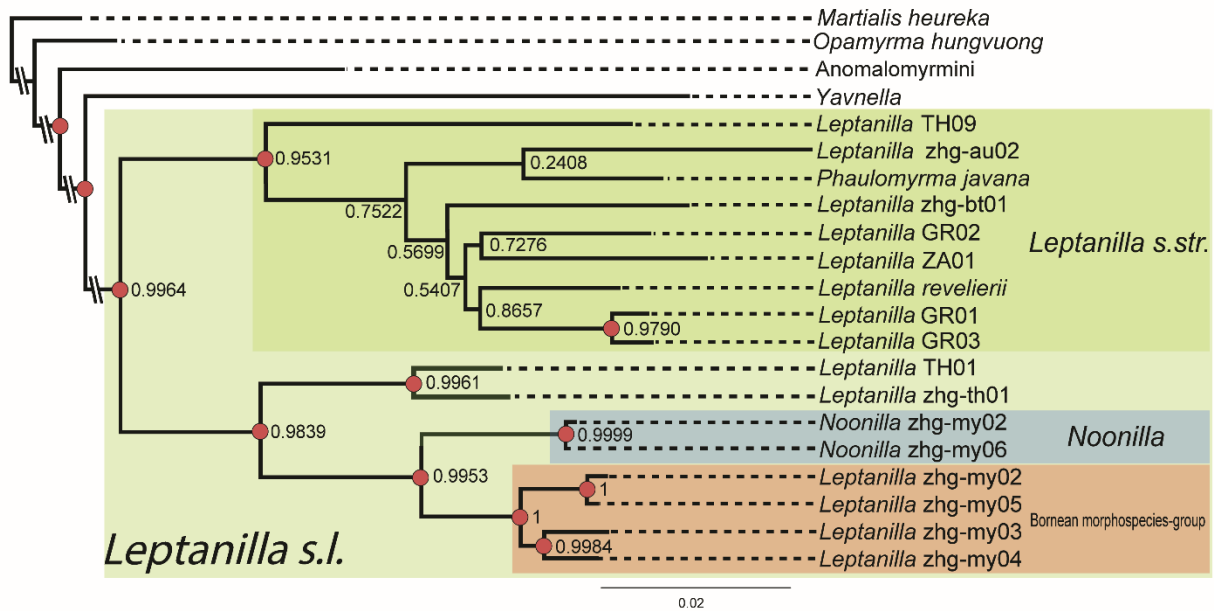 Martialis heureka
Opamyrma hungvuong
Anomalomyrmini
Yavnella
Leptanilla TH09
0.9531
Leptanilla zhg-au02
0.2408
Phaulomyrma javana
0.7522
Leptanilla zhg-bt01
Leptanilla GR02
0.7276
Leptanilla s.str.
0.5699
Leptanilla ZA01
0.9964
Leptanilla revelierii
0.5407
0.8657
Leptanilla GR01
0.9790
Leptanilla GR03
Leptanilla TH01
0.9961
Leptanilla zhg-th01
Noonilla zhg-my02
0.9839
0.9999
Noonilla
Noonilla zhg-my06
0.9953
Leptanilla zhg-my02
Leptanilla zhg-my05
1
1
Bornean morphospecies-group
Leptanilla zhg-my03
0.9984
Leptanilla zhg-my04
Leptanilla s.l.
0.02